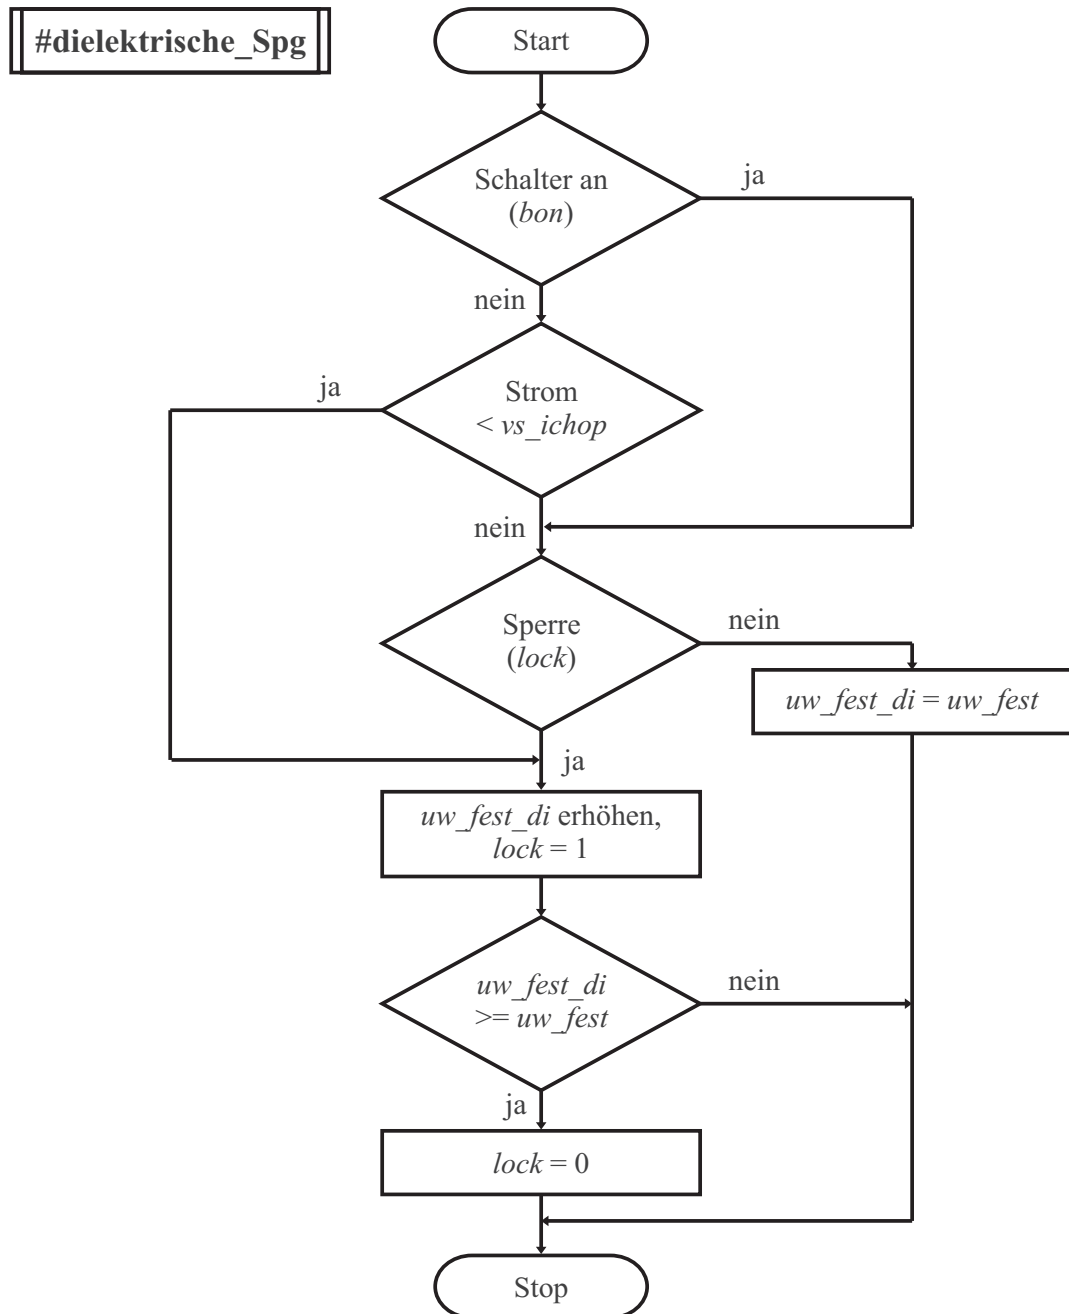 #dielektrische_Spg
Start
Schalter an
(bon)
ja
nein
Strom
< vs_ichop
ja
nein
Sperre
(lock)
nein
uw_fest_di = uw_fest
ja
uw_fest_di erhöhen,
lock = 1
uw_fest_di
>= uw_fest
nein
ja
lock = 0
Stop